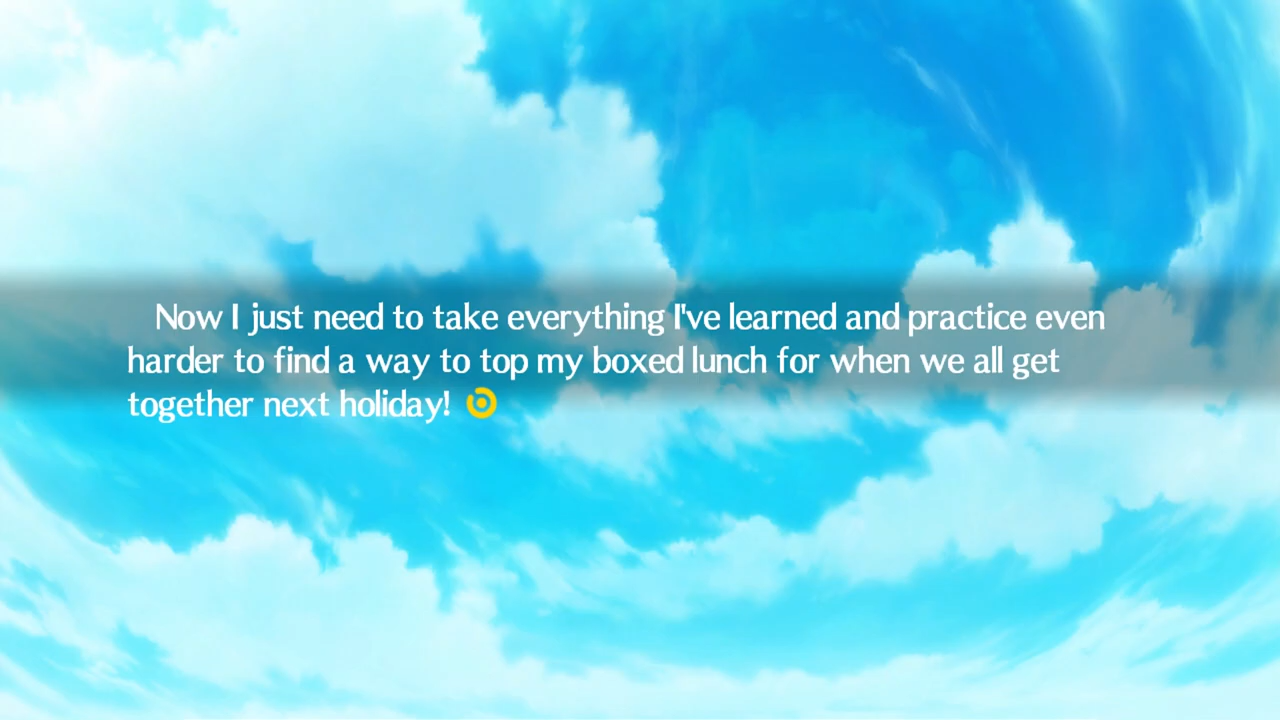 Now I just need to take everything I've learned and practice even
harder to find a way to top my boxed lunch for when we all get
together next holiday!